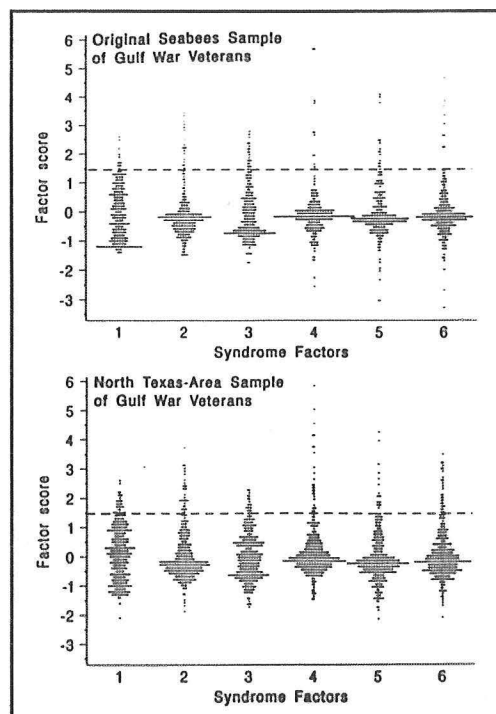 Original Seabees Sample
of Gulf War Veterans
Factor score
6
5
4
3
2
1
0
-1
-2
-3
1 2 3 4 5 6
Syndrome Factors
North Texas-Area Sample
of Gulf War Veterans
Factor score
6
5
4
3
2
1
0
-1
-2
-3
1 2 3 4 5 6
Syndrome Factors